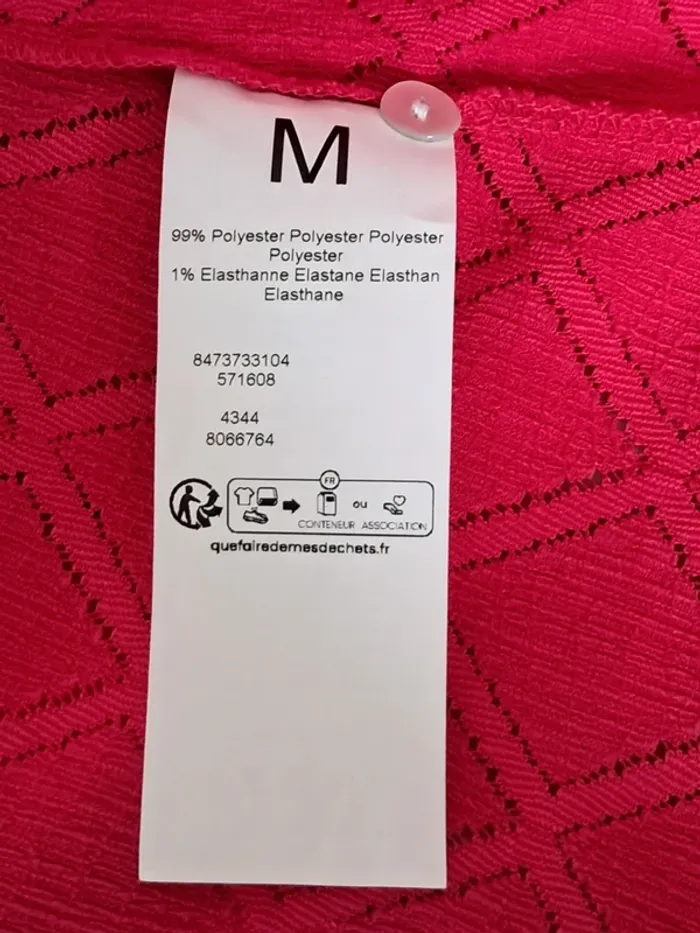 M
99% Polyester Polyester Polyester
Polyester
1% Elasthanne Elastane Elasthan
Elasthane
8473733104
571608
4344
8066764
FR
ou
CONTENEUR ASSOCIATION
quefairedemesdechets.fr